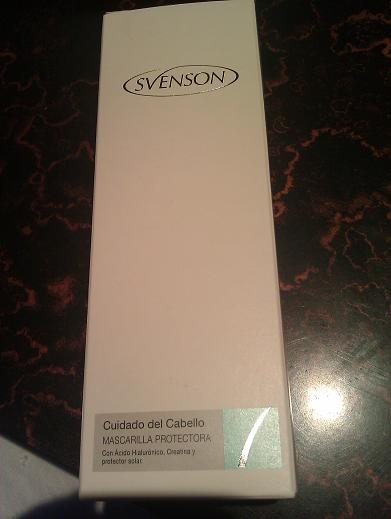 SVENSON
Cuidado del Cabello
MASCARILLA PROTECTORA
Con Ácido Hialurónico, Creatina y
protector solar.